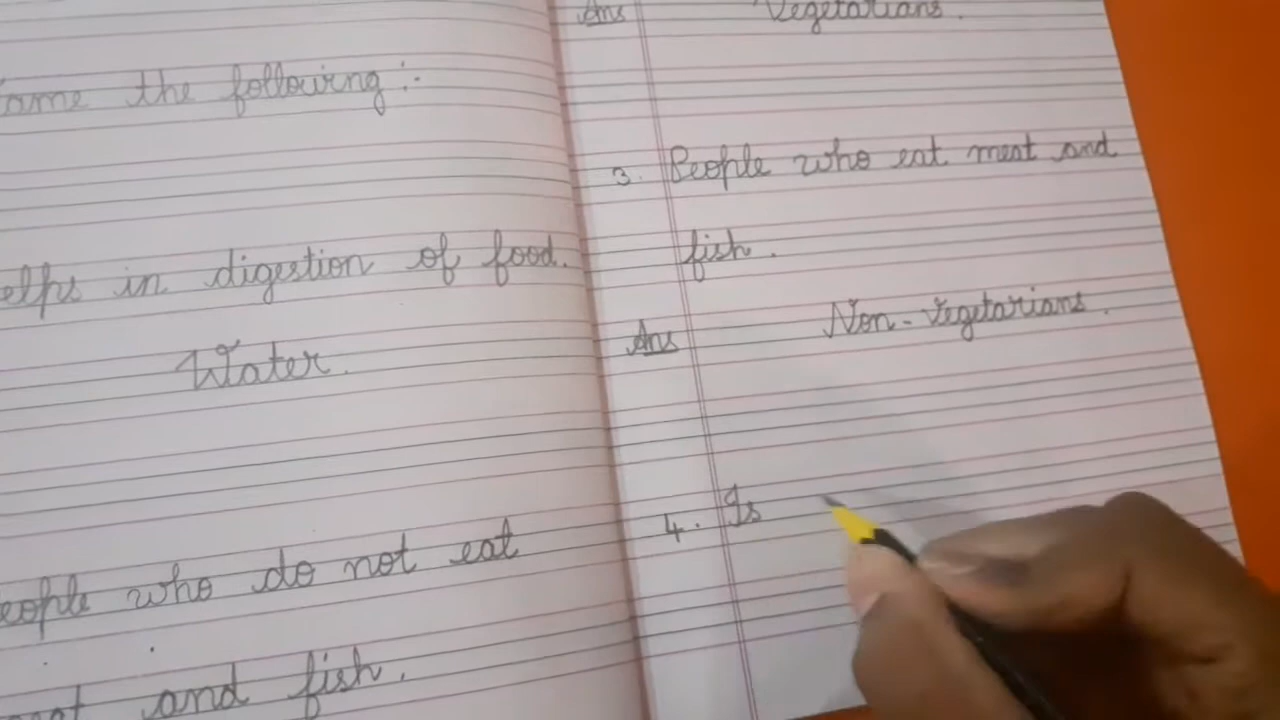 ame the following :-
elps in digestion of food.
Water.
eople who do not eat
and fish.
Ans Vegetarians.
3. People who eat meat and
fish.
Ans Non-Vegetarians.
4. Is